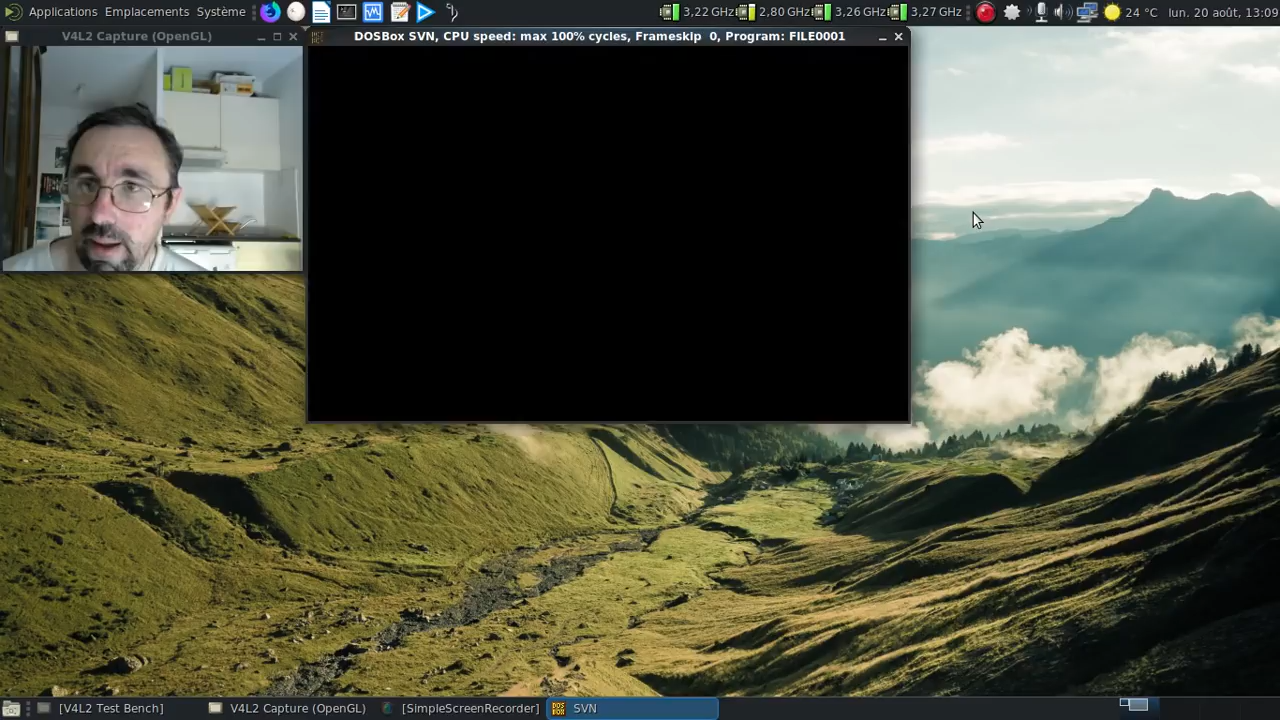 Applications Emplacements Système
3,22 GHz 2,80 GHz 3,26 GHz 3,27 GHz 24 °C lun. 20 août, 13:09
V4L2 Capture (OpenGL)
DOSBox SVN, CPU speed: max 100% cycles, Frameskip 0, Program: FILE0001
[V4L2 Test Bench] V4L2 Capture (OpenGL) [SimpleScreenRecorder] DOS BOX SVN